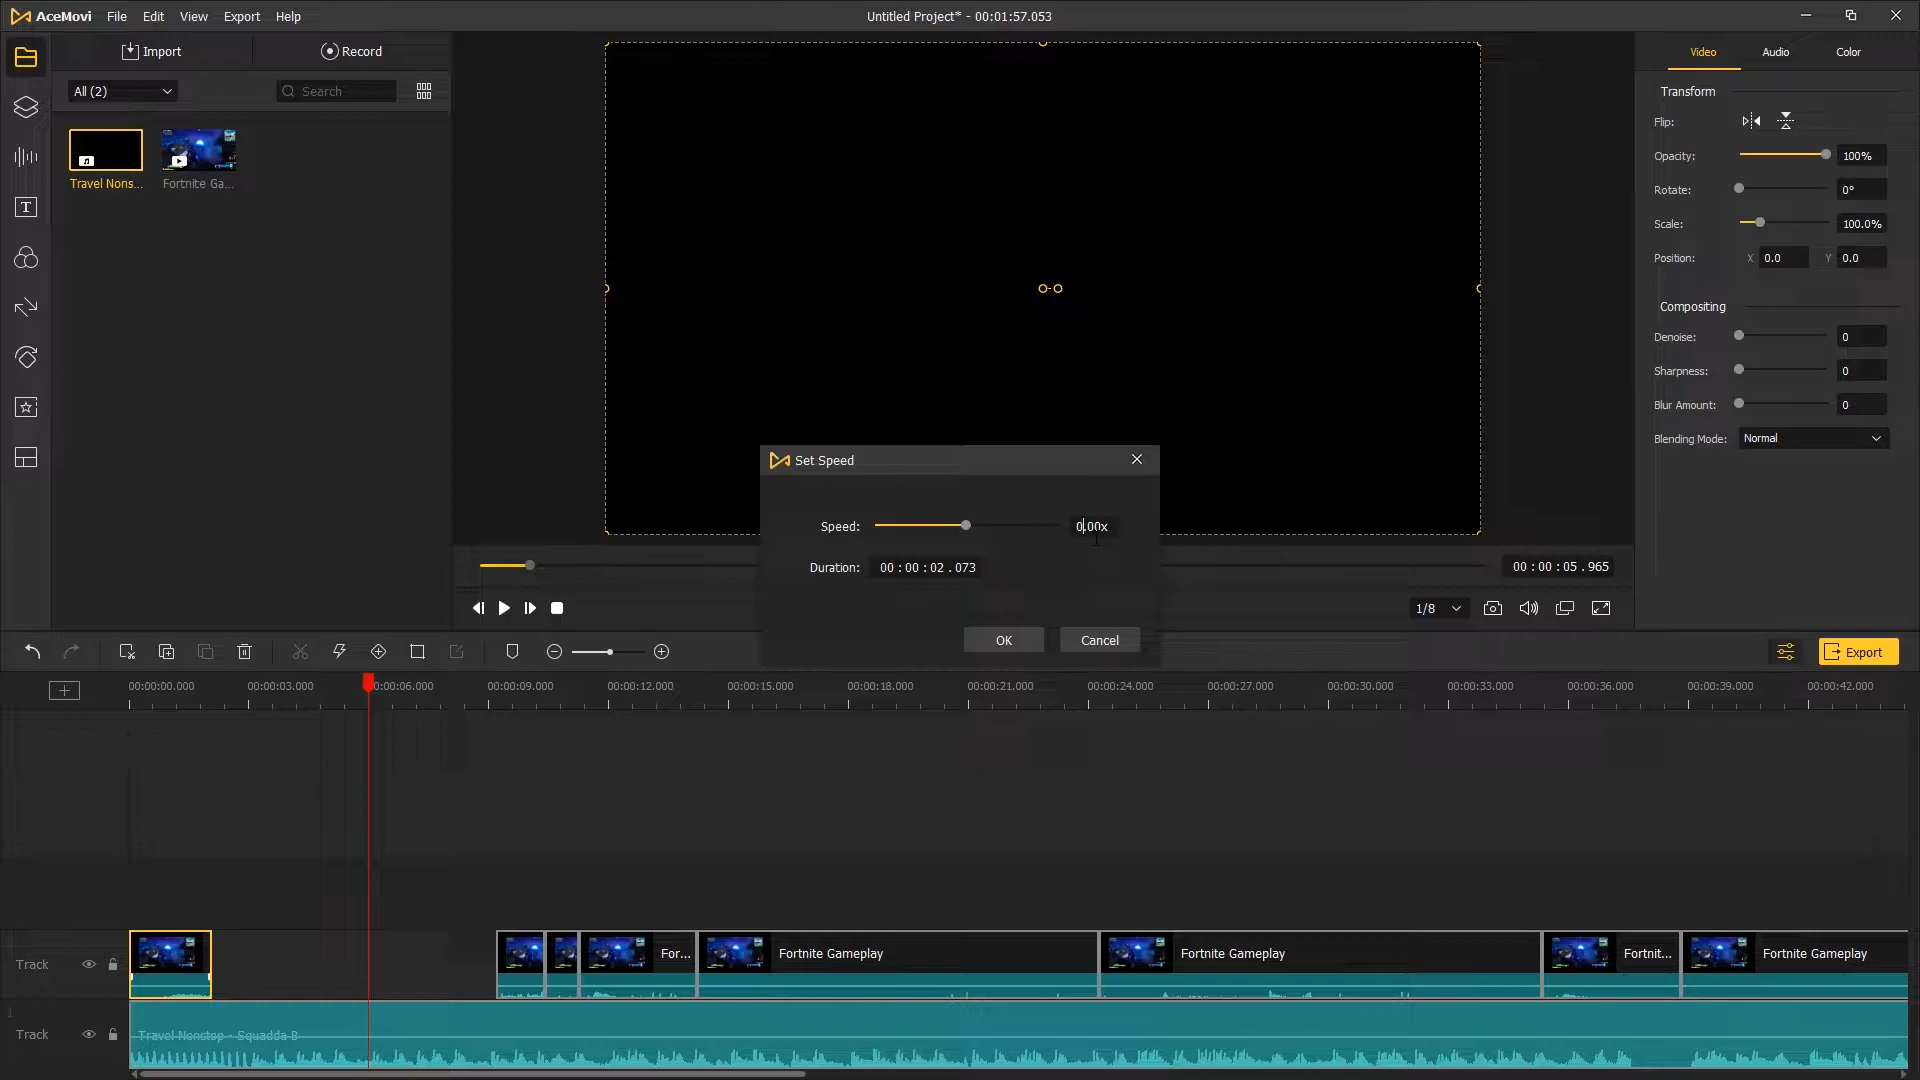 AceMovi File Edit View Export Help
Untitled Project* - 00:01:57.053
Import
Record
All (2)
Search
Travel Nons...
Fortnite Ga...
Video Audio Color
Transform
Flip:
Opacity: 100%
Rotate: 0°
Scale: 100.0%
Position: X 0.0 Y 0.0
Compositing
Denoise: 0
Sharpness: 0
Blur Amount: 0
Blending Mode: Normal
Set Speed
Speed: 0.00x
Duration: 00 : 00 : 02 . 073
OK Cancel
00 : 00 : 05 . 965
1/8
Export
00:00:00.000 00:00:03.000 00:00:06.000 00:00:09.000 00:00:12.000 00:00:15.000 00:00:18.000 00:00:21.000 00:00:24.000 00:00:27.000 00:00:30.000 00:00:33.000 00:00:36.000 00:00:39.000 00:00:42.000
Track
For... Fortnite Gameplay Fortnite Gameplay Fortnit... Fortnite Gameplay
1
Track
Travel Nonstop - Squadda B